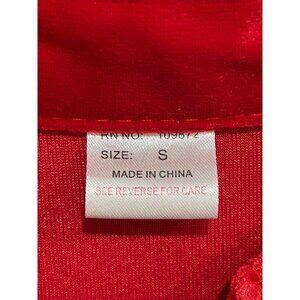 RN NO: 109872
SIZE: S
MADE IN CHINA
SEE REVERSE FOR CARE